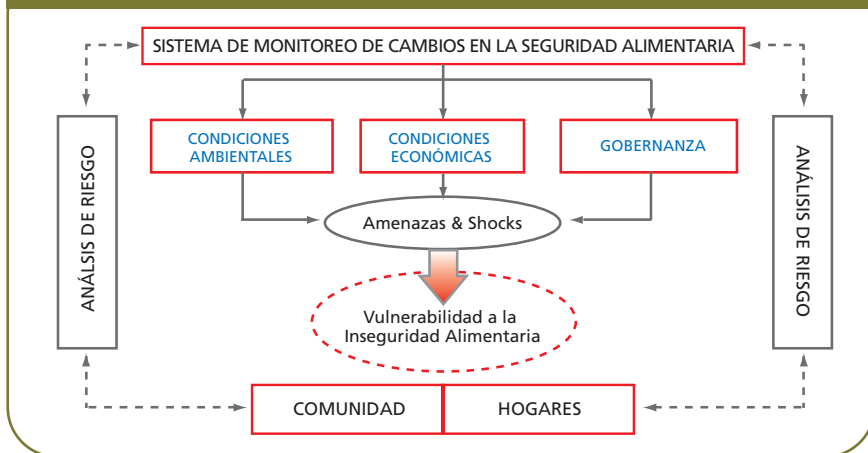 SISTEMA DE MONITOREO DE CAMBIOS EN LA SEGURIDAD ALIMENTARIA
ANÁLSIS DE RIESGO
CONDICIONES
AMBIENTALES
CONDICIONES
ECONÓMICAS
GOBERNANZA
ANÁLISIS DE RIESGO
Amenazas & Shocks
Vulnerabilidad a la
Inseguridad Alimentaria
COMUNIDAD
HOGARES